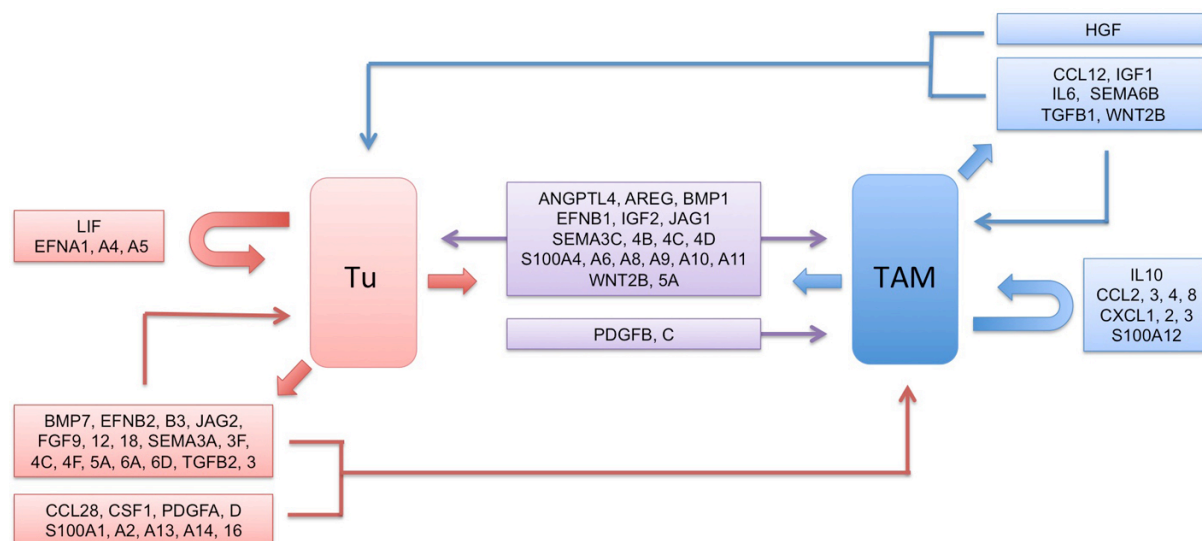 HGF
CCL12, IGF1
IL6, SEMA6B
TGFB1, WNT2B
LIF
EFNA1, A4, A5
Tu
ANGPTL4, AREG, BMP1
EFNB1, IGF2, JAG1
SEMA3C, 4B, 4C, 4D
S100A4, A6, A8, A9, A10, A11
WNT2B, 5A
PDGFB, C
TAM
IL10
CCL2, 3, 4, 8
CXCL1, 2, 3
S100A12
BMP7, EFNB2, B3, JAG2,
FGF9, 12, 18, SEMA3A, 3F,
4C, 4F, 5A, 6A, 6D, TGFB2, 3
CCL28, CSF1, PDGFA, D
S100A1, A2, A13, A14, 16